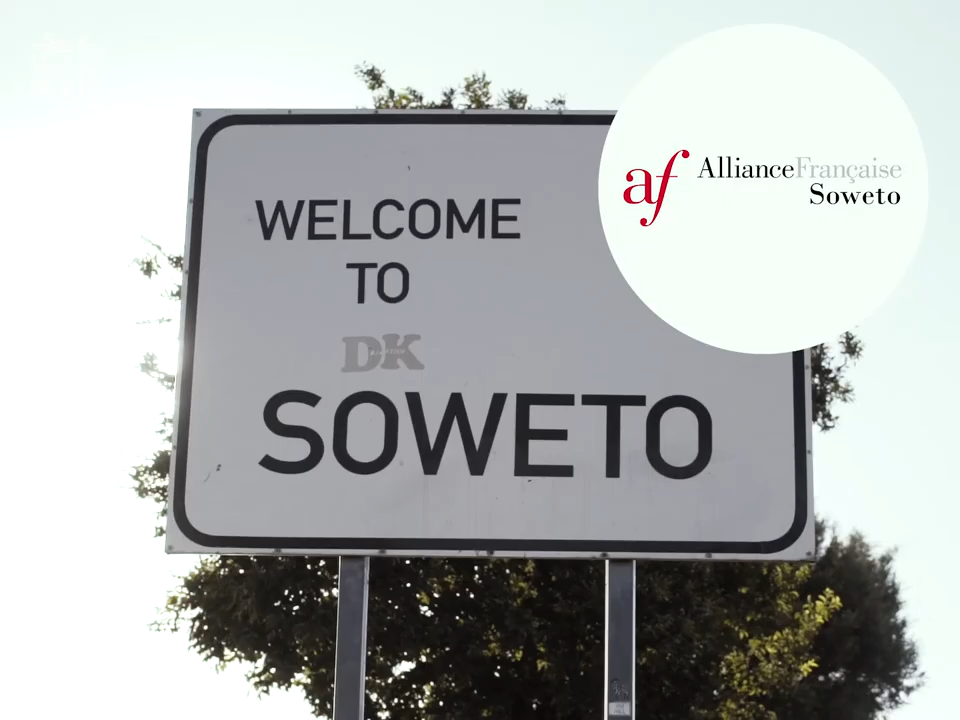 WELCOME
TO
DK
SOWETO
af AllianceFrançaise
Soweto